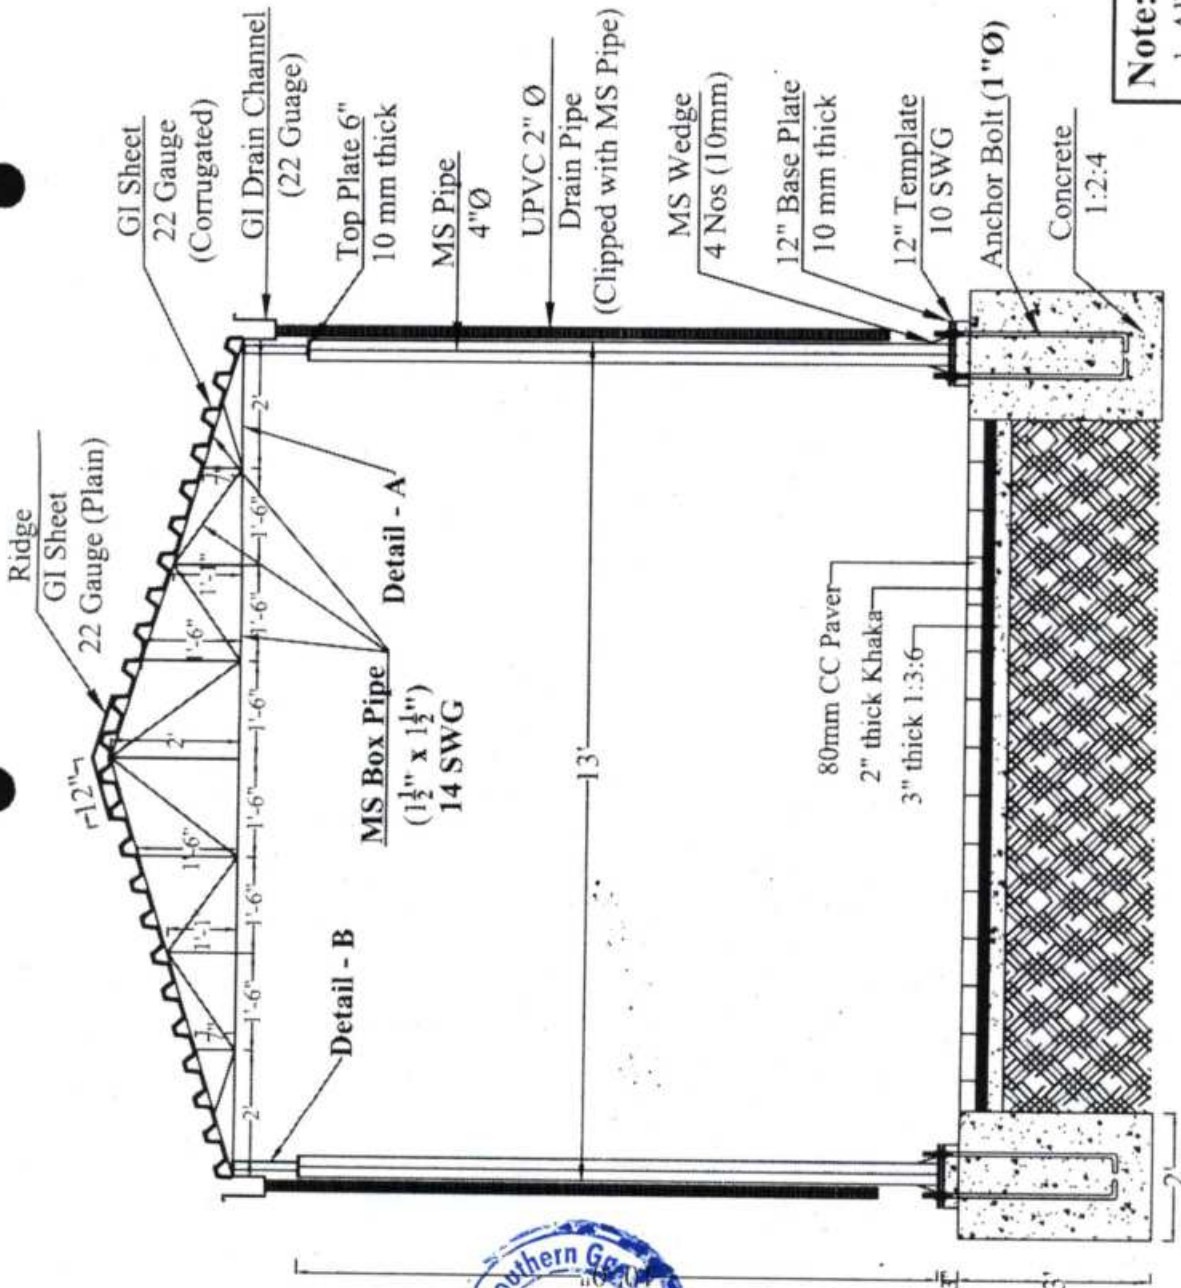 Ridge
GI Sheet
22 Gauge (Plain)
12"
GI Sheet
22 Gauge
(Corrugated)
GI Drain Channel
(22 Guage)
Top Plate 6"
10 mm thick
MS Pipe
4"Ø
UPVC 2" Ø
Drain Pipe
(Clipped with MS Pipe)
MS Wedge
4 Nos (10mm)
12" Base Plate
10 mm thick
12" Template
10 SWG
Anchor Bolt (1"Ø)
Concrete
1:2:4
2'
7"
1'-1"
1'-6"
2'
1'-6"
1'-1"
7"
2'
1'-6"
1'-6"
1'-6"
1'-6"
1'-6"
1'-6"
2'
Detail - A
Detail - B
MS Box Pipe
(1½" x 1½")
14 SWG
13'
80mm CC Paver
2" thick Khaka
3" thick 1:3:6
2'
Note: